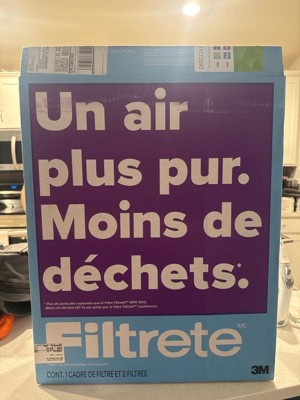 Un air
plus pur.
Moins de
déchets.*
Filtrete MC
CONT. 1 CADRE DE FILTRE ET 2 FILTRES
3M